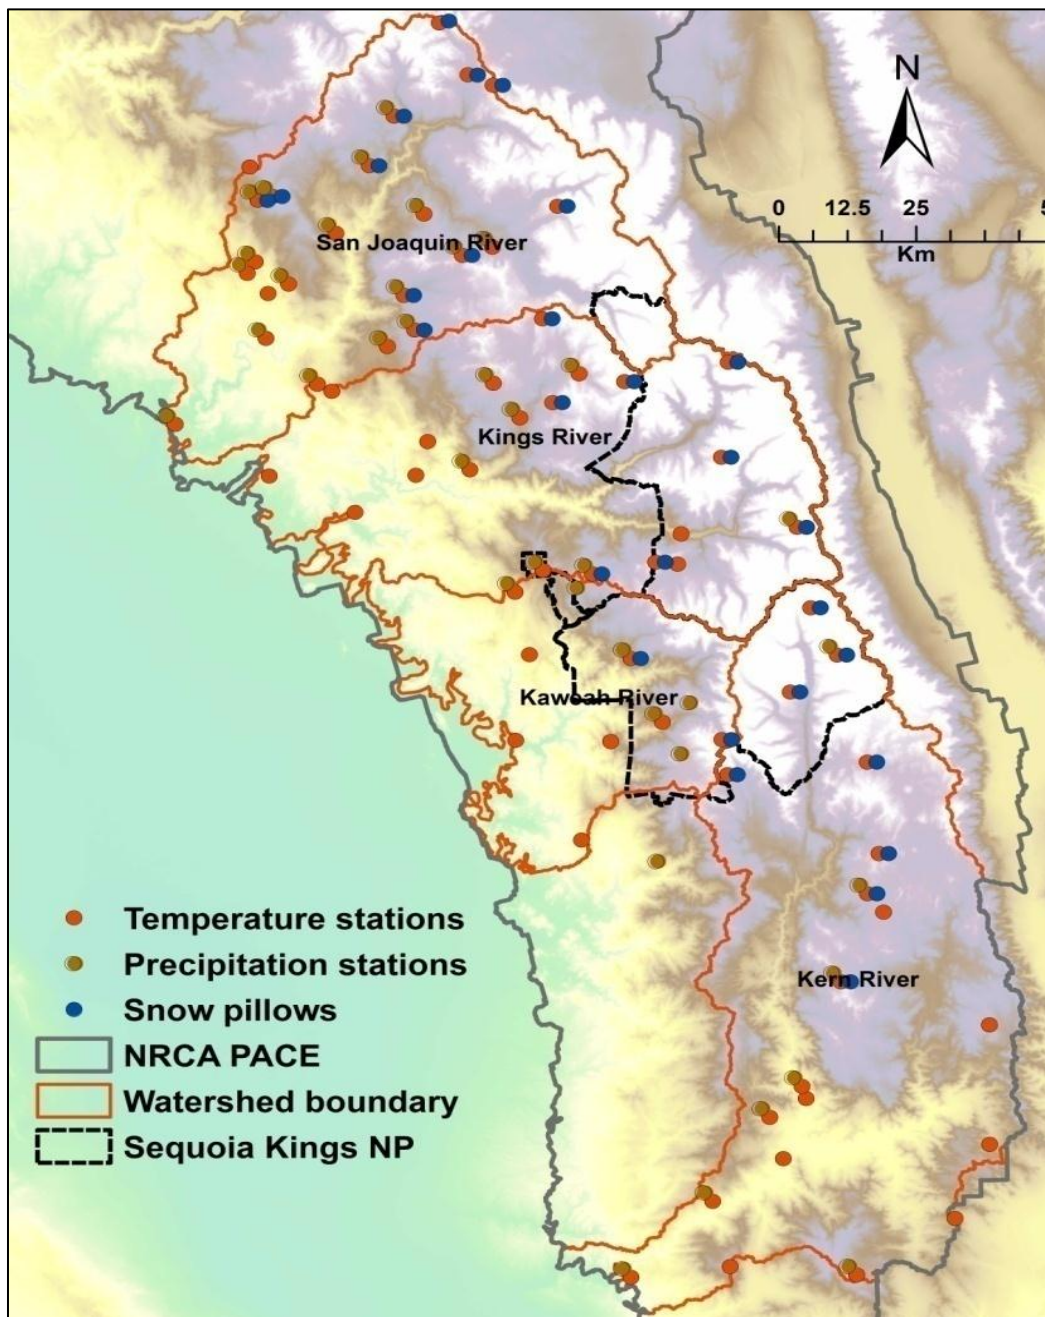 N
0 12.5 25 5
Km
San Joaquin River
Kings River
Kaweah River
Temperature stations
Precipitation stations
Snow pillows
Kern River
NRCA PACE
Watershed boundary
Sequoia Kings NP